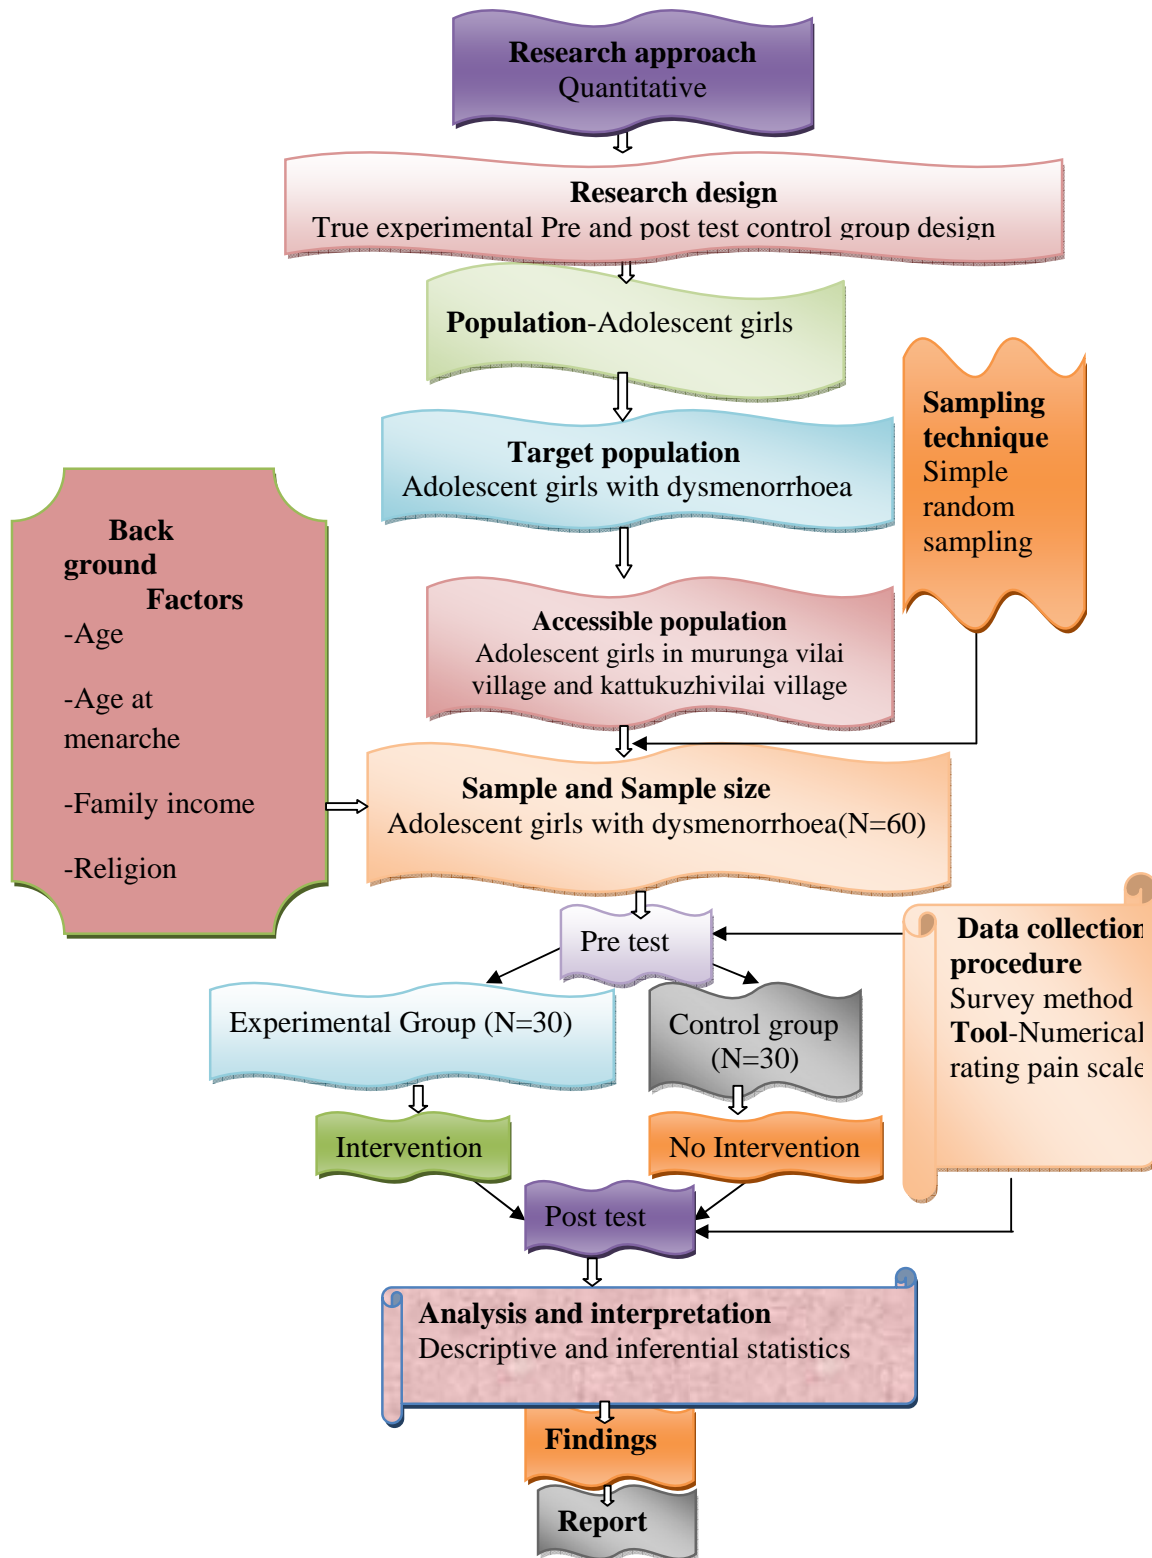 Research approach
Quantitative
Research design
True experimental Pre and post test control group design
Population-Adolescent girls
Target population
Adolescent girls with dysmenorrhoea
Sampling
technique
Simple
random
sampling
Back
ground
Factors
-Age
-Age at
menarche
-Family income
-Religion
Accessible population
Adolescent girls in murunga vilai
village and kattukuzhivilai village
Sample and Sample size
Adolescent girls with dysmenorrhoea(N=60)
Pre test
Data collection
procedure
Survey method
Tool-Numerical
rating pain scale
Experimental Group (N=30)
Control group
(N=30)
Intervention
No Intervention
Post test
Analysis and interpretation
Descriptive and inferential statistics
Findings
Report